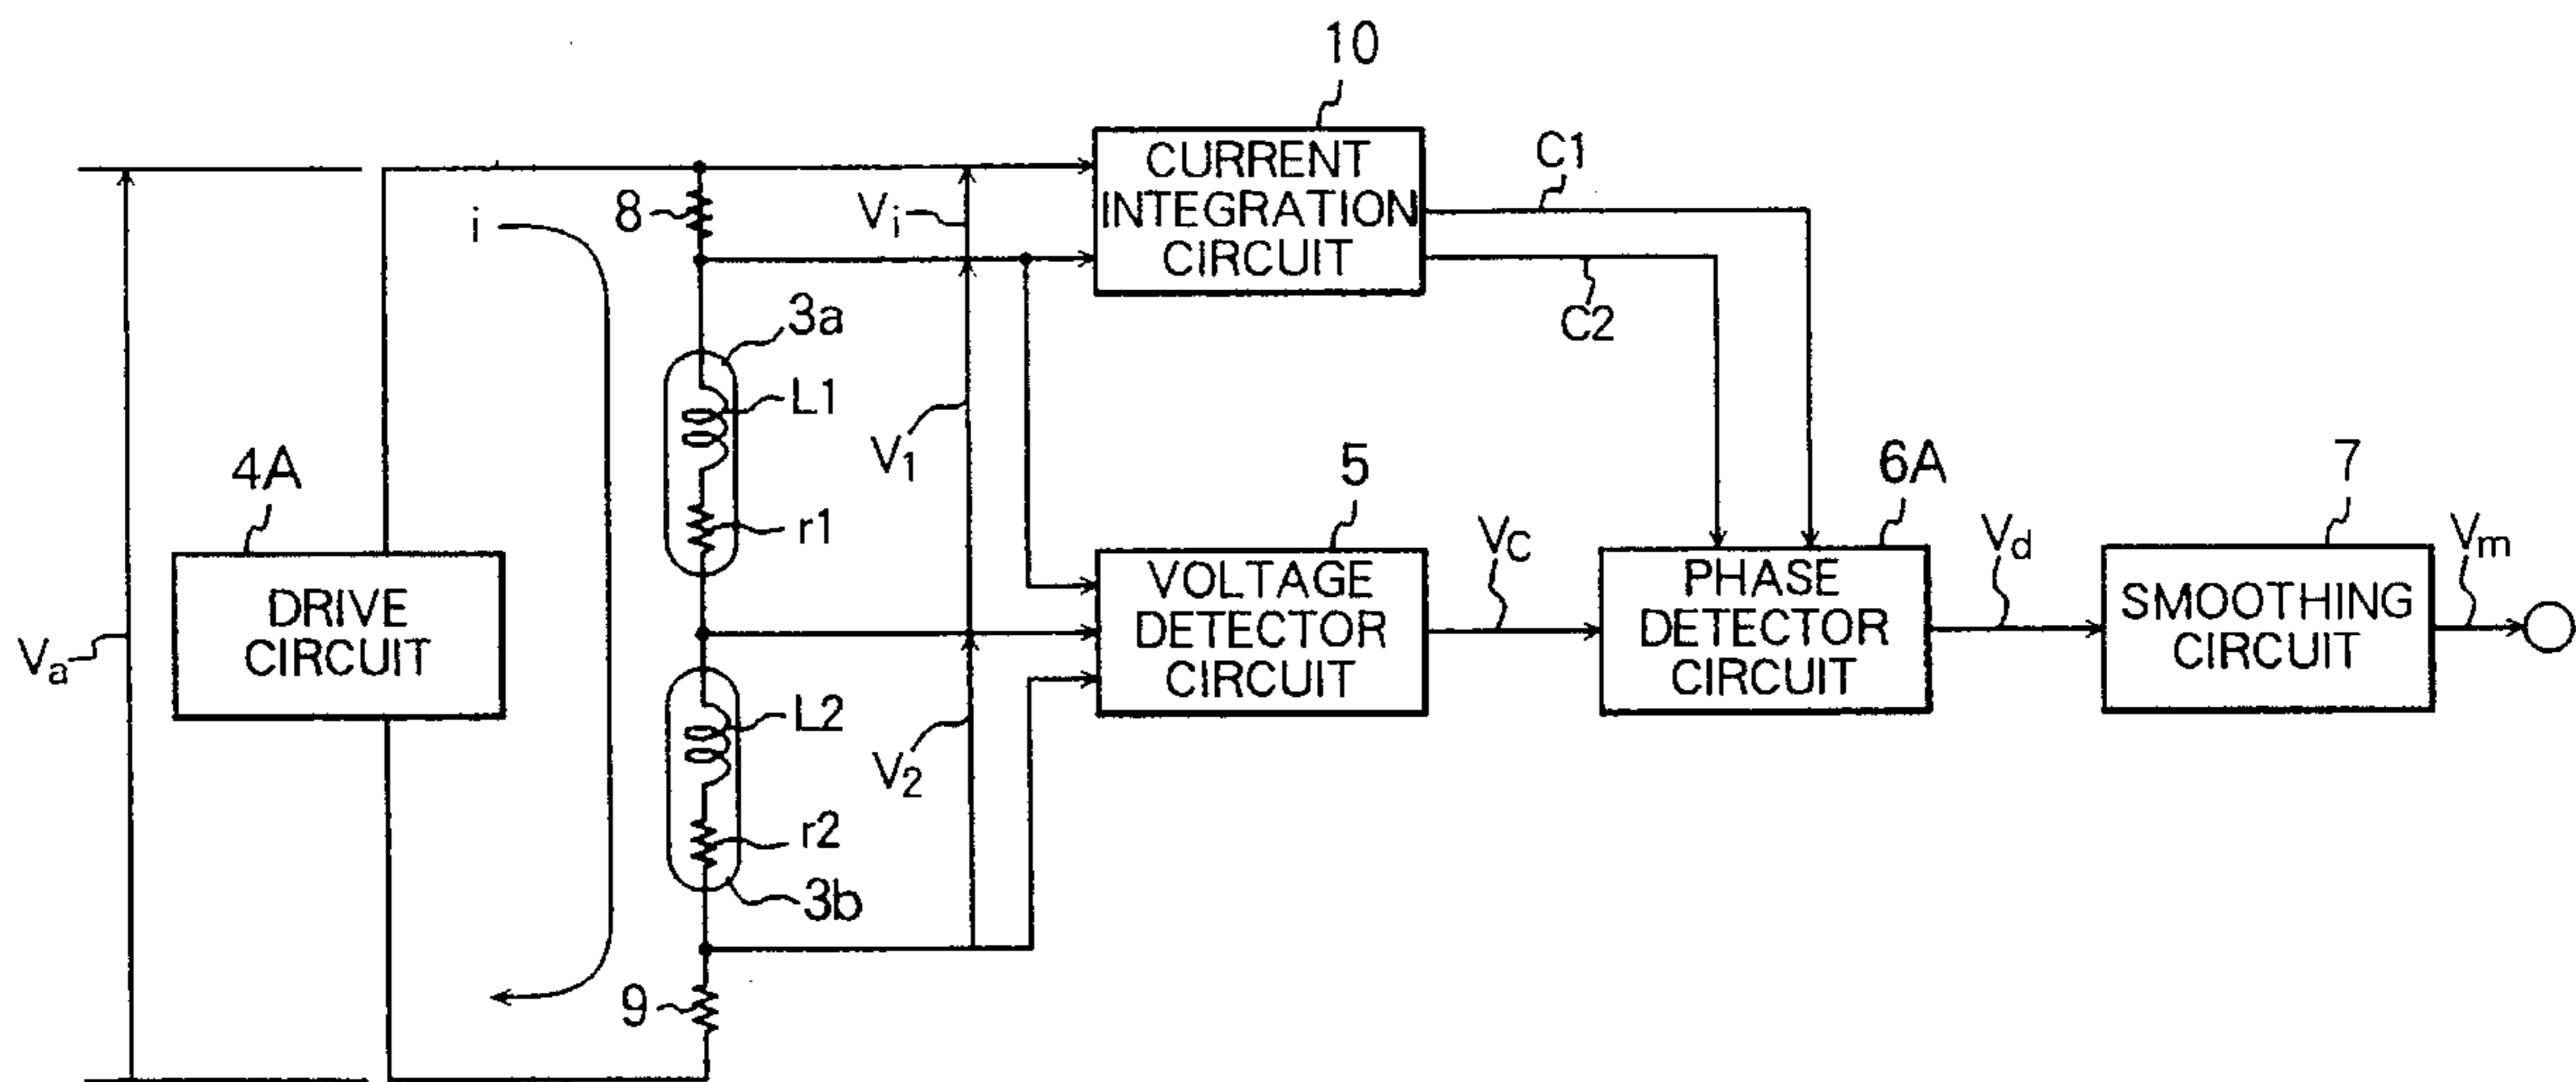 10
CURRENT
INTEGRATION
CIRCUIT
C1
C2
8
Vi
i
3a
L1
V1
r1
4A
DRIVE
CIRCUIT
Va
5
VOLTAGE
DETECTOR
CIRCUIT
VC
6A
PHASE
DETECTOR
CIRCUIT
Vd
7
SMOOTHING
CIRCUIT
Vm
L2
V2
r2
3b
9